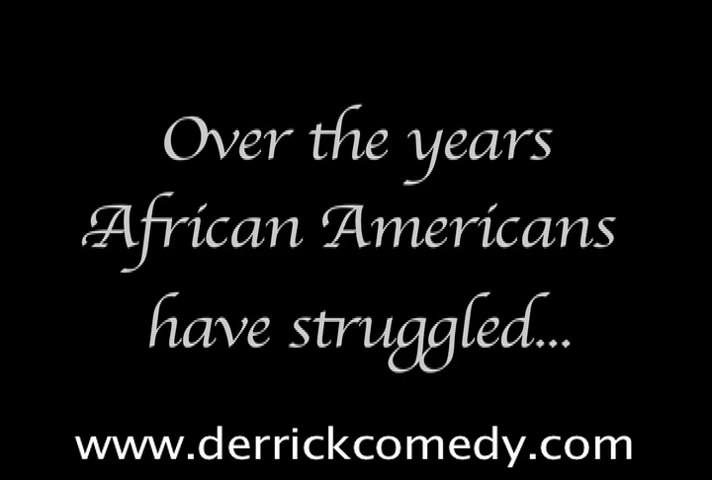 Over the years
African Americans
have struggled...
www.derrickcomedy.com